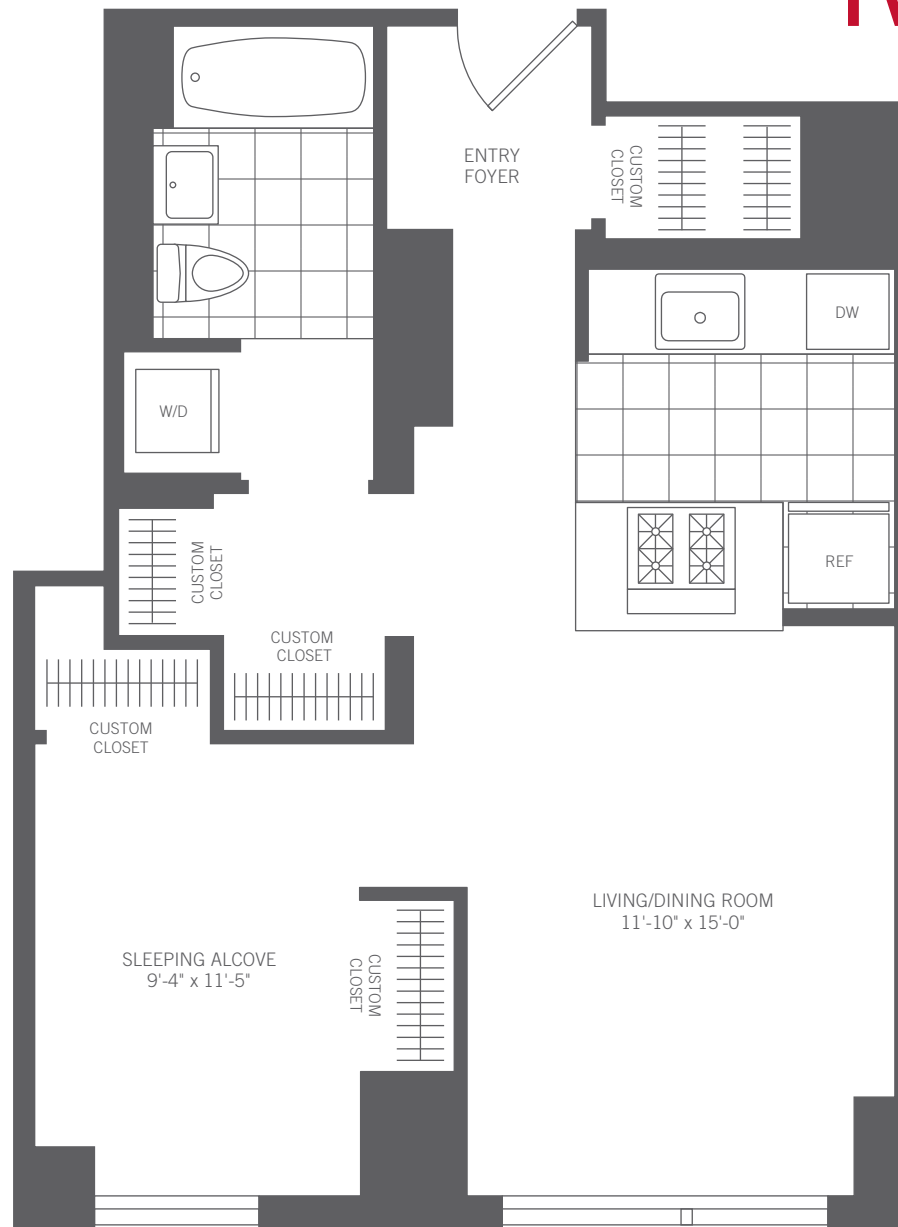 ENTRY
FOYER
CUSTOM
CLOSET
DW
W/D
CUSTOM
CLOSET
REF
CUSTOM
CLOSET
CUSTOM
CLOSET
LIVING/DINING ROOM
11'-10" x 15'-0"
SLEEPING ALCOVE
9'-4" x 11'-5"
CUSTOM
CLOSET